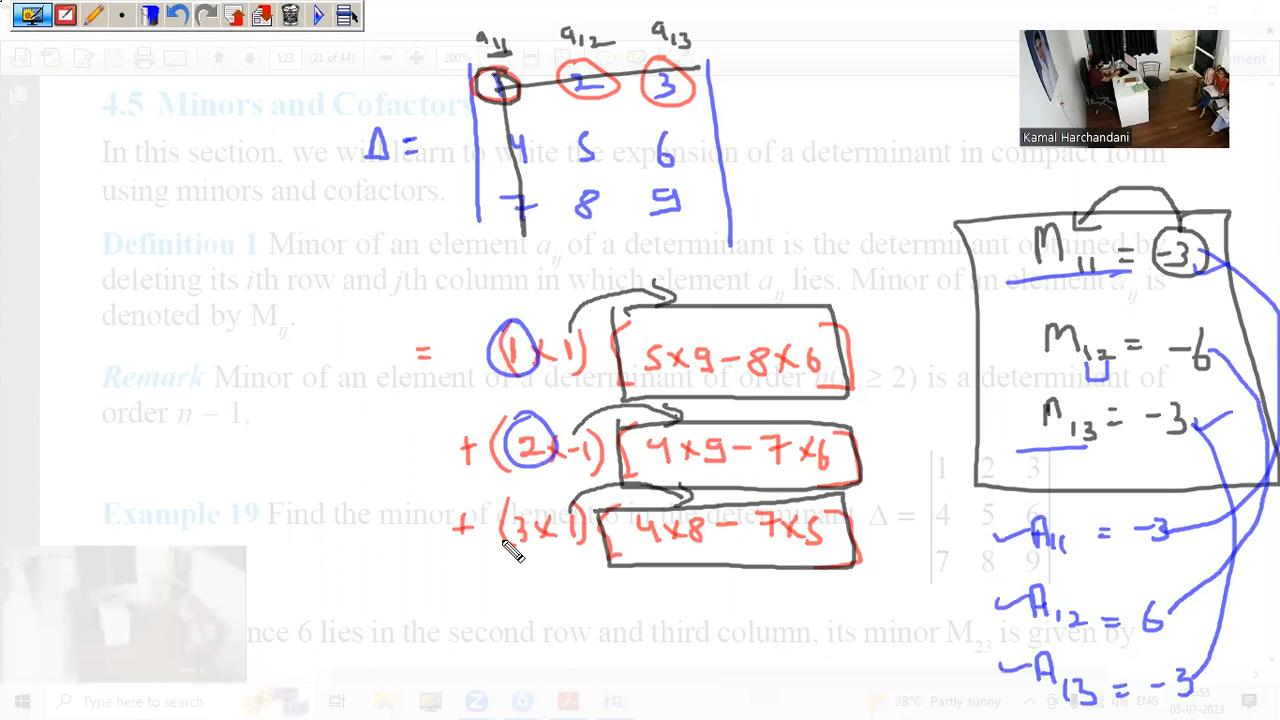 a11 a12 a13
1 2 3
Δ = 4 5 6
7 8 9
4.5 Minors and Cofactors
In this section, we will learn to write the expansion of a determinant in compact form
using minors and cofactors.
Definition 1 Minor of an element aij of a determinant is the determinant obtained by
deleting its ith row and jth column in which element aij lies. Minor of an element aij is
denoted by Mij.
Remark Minor of an element of a determinant of order n(n ≥ 2) is a determinant of
order n – 1.
Example 19 Find the minor of element 6 in the determinant Δ =
1 2 3
4 5 6
7 8 9
nce 6 lies in the second row and third column, its minor M23 is given by
= (1 × 1) [5×9 - 8×6]
+ (2 × -1) [4×9 - 7×6]
+ (3 × 1) [4×8 - 7×5]
M11 = -3
M12 = -6
M13 = -3
A11 = -3
A12 = 6
A13 = -3
Kamal Harchandani
123 (21 of 44)
Type here to search
28°C Partly sunny
ENG
05-07-2023